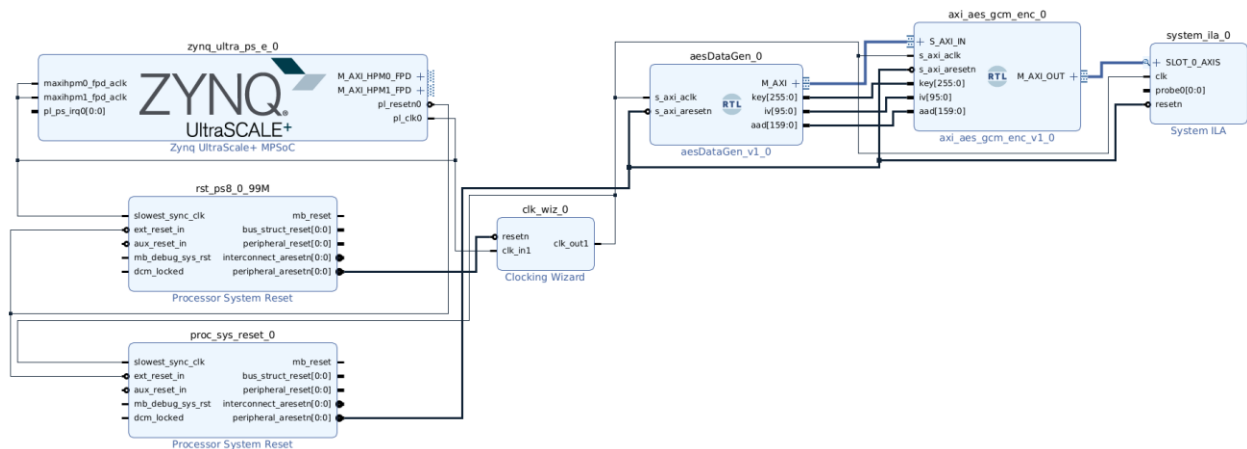 zynq_ultra_ps_e_0
maxihpm0_fpd_aclk
maxihpm1_fpd_aclk
pl_ps_irq0[0:0]
ZYNQ
UltraSCALE+
M_AXI_HPM0_FPD
M_AXI_HPM1_FPD
pl_resetn0
pl_clk0
Zynq UltraScale+ MPSoC
rst_ps8_0_99M
slowest_sync_clk
ext_reset_in
aux_reset_in
mb_debug_sys_rst
dcm_locked
mb_reset
bus_struct_reset[0:0]
peripheral_reset[0:0]
interconnect_aresetn[0:0]
peripheral_aresetn[0:0]
Processor System Reset
proc_sys_reset_0
slowest_sync_clk
ext_reset_in
aux_reset_in
mb_debug_sys_rst
dcm_locked
mb_reset
bus_struct_reset[0:0]
peripheral_reset[0:0]
interconnect_aresetn[0:0]
peripheral_aresetn[0:0]
Processor System Reset
clk_wiz_0
resetn
clk_in1
clk_out1
Clocking Wizard
aesDataGen_0
s_axi_aclk
s_axi_aresetn
RTL
M_AXI
key[255:0]
iv[95:0]
aad[159:0]
aesDataGen_v1_0
axi_aes_gcm_enc_0
S_AXI_IN
s_axi_aclk
s_axi_aresetn
key[255:0]
iv[95:0]
aad[159:0]
RTL
M_AXI_OUT
axi_aes_gcm_enc_v1_0
system_ila_0
SLOT_0_AXIS
clk
probe0[0:0]
resetn
System ILA